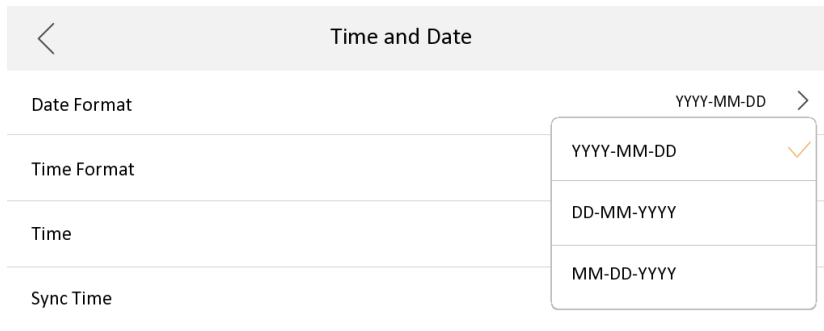 Time and Date
Date Format
YYYY-MM-DD
YYYY-MM-DD
DD-MM-YYYY
MM-DD-YYYY
Time Format
Time
Sync Time